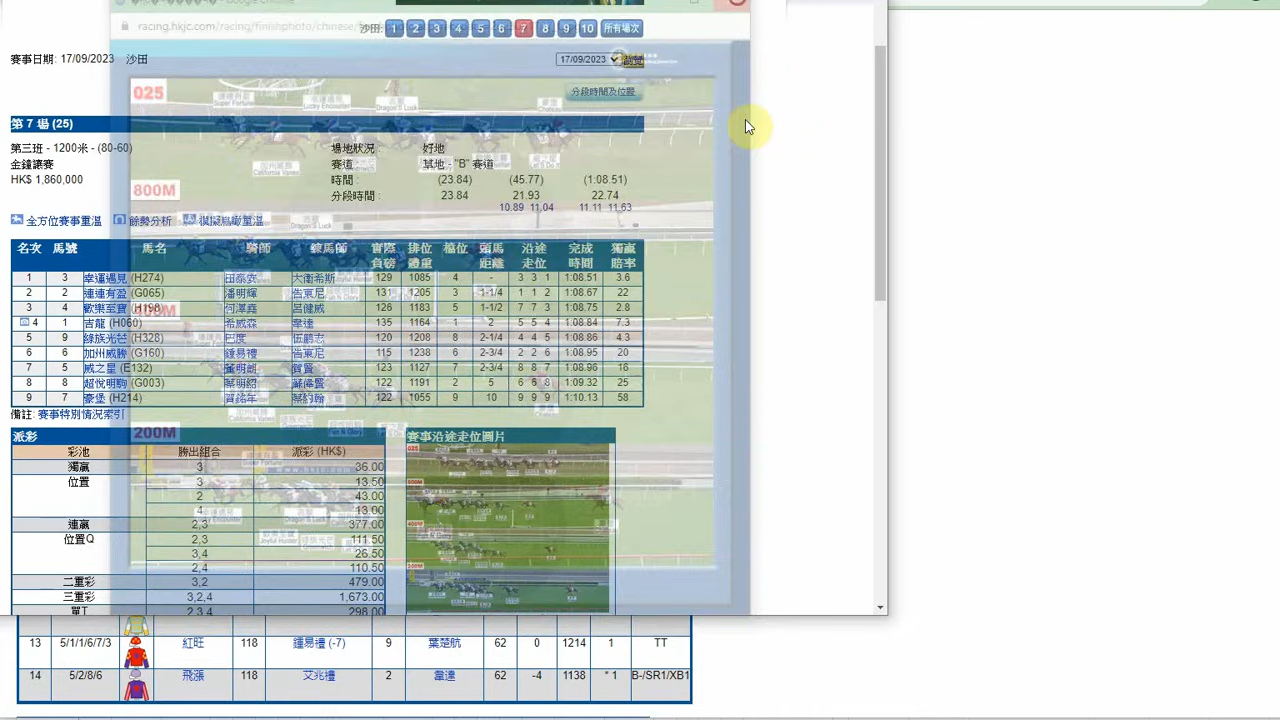 racing.hkjc.com/racing/finishphoto/chinese/
沙田: 1 2 3 4 5 6 7 8 9 10 所有場次
賽事日期: 17/09/2023 沙田 17/09/2023
025
分段時間及位置
第 7 場 (25)
第三班 - 1200米 - (80-60) 場地狀況 : 好地
金鐘讓賽 賽道 : 草地 - "B" 賽道
HK$ 1,860,000 時間 : (23.84) (45.77) (1:08.51)
800M
分段時間 : 23.84 21.93 22.74
10.89 11.04 11.11 11.63
全方位賽事重溫 餘勢分析 模擬鳥瞰重溫
名次 馬號 馬名 騎師 練馬師 實際負磅 排位體重 檔位 頭馬距離 沿途走位 完成時間 獨贏賠率
1 3 幸運遇見 (H274) 田泰安 大衛希斯 129 1085 4 - 3 3 1 1:08.51 3.6
2 2 連連有盈 (G065) 潘明輝 告東尼 131 1205 3 1-1/4 1 1 2 1:08.67 22
3 4 歡樂至寶 (H198) 何澤堯 呂健威 126 1183 5 1-1/2 7 7 3 1:08.75 2.8
4 1 吉龍 (H060) 希威森 韋達 135 1164 1 2 5 5 4 1:08.84 7.3
5 9 綠族光芒 (H328) 巴度 伍鵬志 120 1208 8 2-1/4 4 4 5 1:08.86 4.3
6 6 加州威勝 (G160) 鍾易禮 告東尼 115 1238 6 2-3/4 2 2 6 1:08.95 20
7 5 威之星 (E132) 董明朗 賀賢 123 1127 7 2-3/4 8 8 7 1:08.96 16
8 8 超悅明駒 (G003) 蔡明紹 蘇偉賢 122 1191 2 5 6 6 8 1:09.32 25
9 7 豪堡 (H214) 賀銘年 蔡約翰 122 1055 9 10 9 9 9 1:10.13 58
備註: 賽事特別情況索引
200M
派彩 賽事沿途走位圖片
彩池 勝出組合 派彩 (HK$)
獨贏 3 36.00
位置 3 13.50
2 43.00
4 13.00
連贏 2,3 377.00
位置Q 2,3 111.50
3,4 26.50
2,4 110.50
二重彩 3,2 479.00
三重彩 3,2,4 1,673.00
單T 2,3,4 298.00
13 5/1/1/6/7/3 紅旺 118 鍾易禮 (-7) 9 葉楚航 62 0 1214 1 TT
14 5/2/8/6 飛漲 118 艾兆禮 2 韋達 62 -4 1138 * 1 B-/SR1/XB1